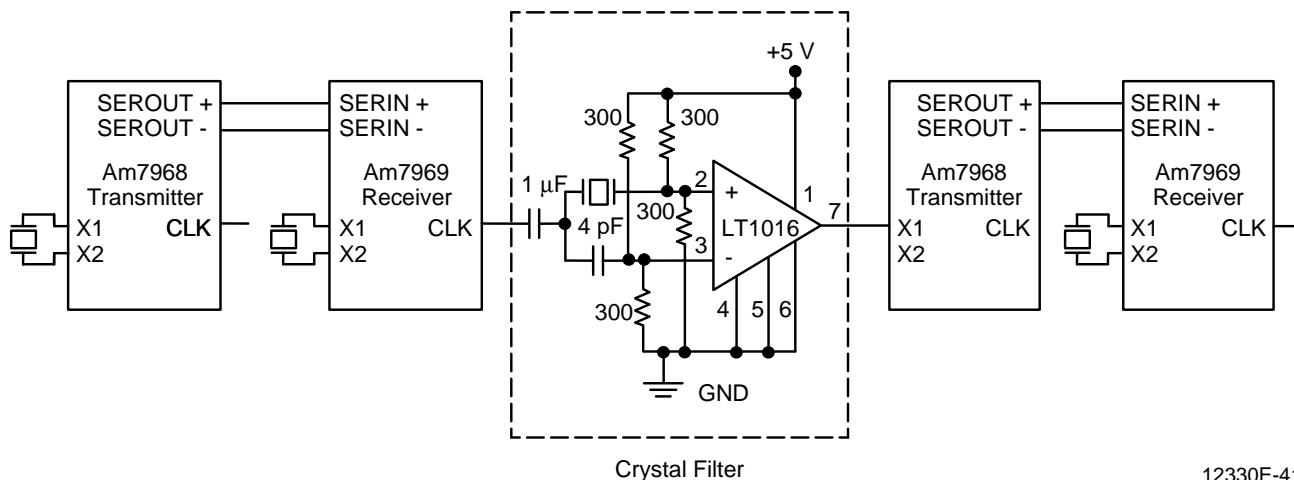 +5 V
SEROUT +
SEROUT -
Am7968
Transmitter
X1
X2
CLK
SERIN +
SERIN -
Am7969
Receiver
X1
X2
CLK
1 μF
4 pF
300
300
300
300
2
+
3
-
LT1016
1
7
4
5
6
GND
SEROUT +
SEROUT -
Am7968
Transmitter
X1
X2
CLK
SERIN +
SERIN -
Am7969
Receiver
X1
X2
CLK
Crystal Filter